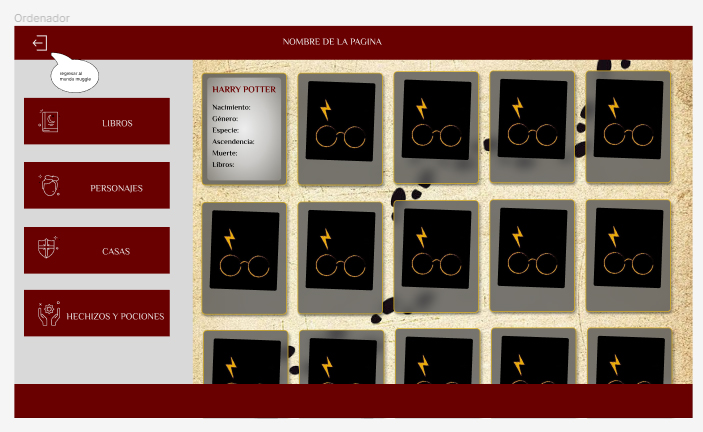 Ordenador
NOMBRE DE LA PAGINA
regresar al
mundo muggle
LIBROS
PERSONAJES
CASAS
HECHIZOS Y POCIONES
HARRY POTTER
Nacimiento:
Género:
Especie:
Ascendencia:
Muerte:
Libros: